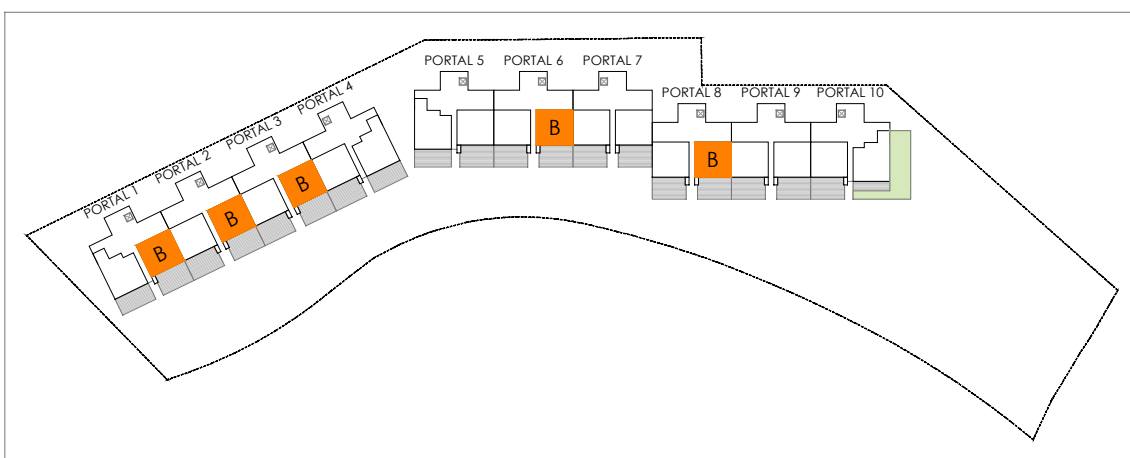 PORTAL 1
PORTAL 2
PORTAL 3
PORTAL 4
PORTAL 5
PORTAL 6
PORTAL 7
PORTAL 8
PORTAL 9
PORTAL 10
B
B
B
B
B